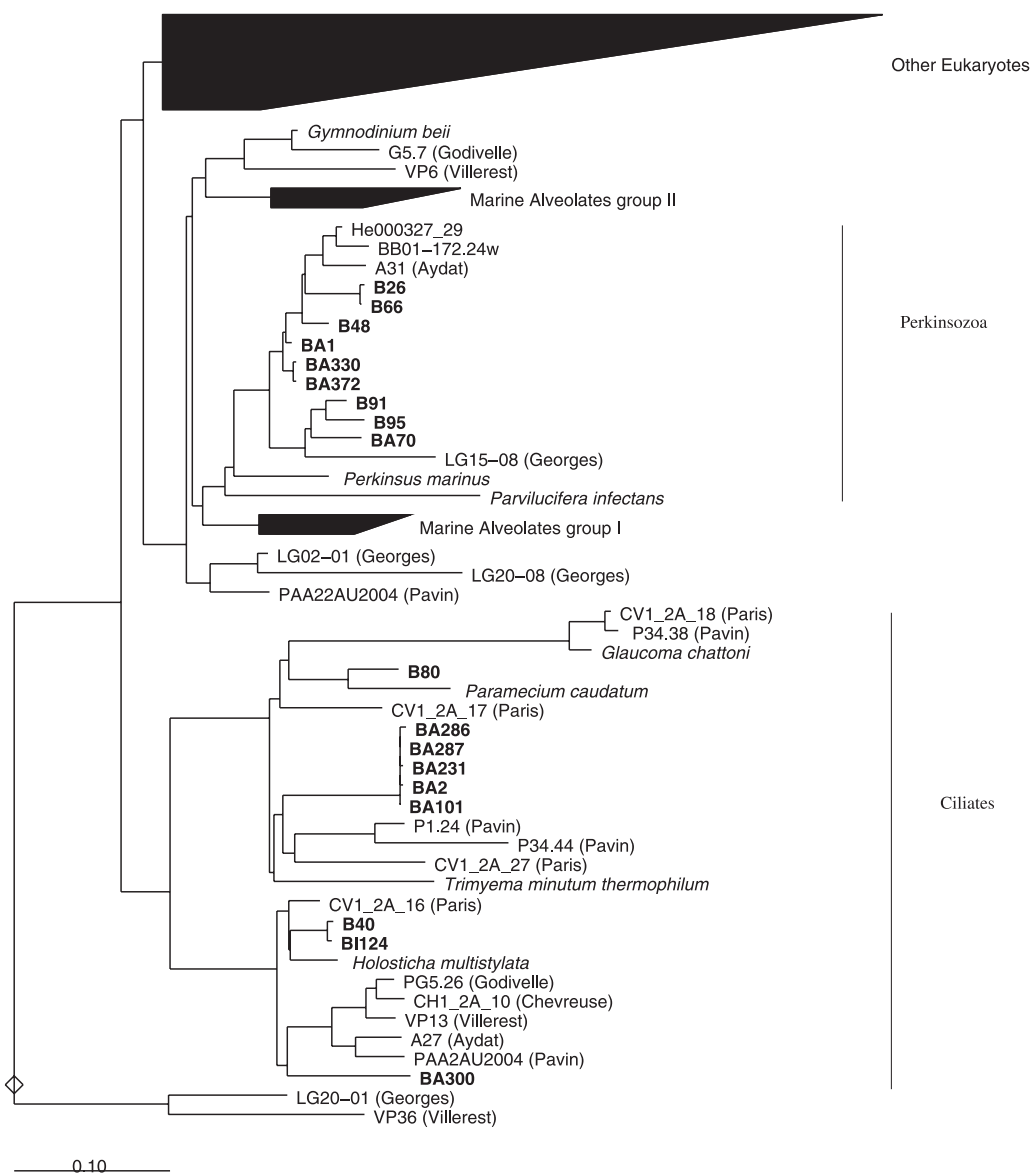 Other Eukaryotes
Gymnodinium beii
G5.7 (Godivelle)
VP6 (Villerest)
Marine Alveolates group II
He000327_29
BB01–172.24w
A31 (Aydat)
B26
B66
B48
BA1
BA330
BA372
B91
B95
BA70
LG15–08 (Georges)
Perkinsus marinus
Parvilucifera infectans
Perkinsozoa
Marine Alveolates group I
LG02–01 (Georges)
LG20–08 (Georges)
PAA22AU2004 (Pavin)
CV1_2A_18 (Paris)
P34.38 (Pavin)
Glaucoma chattoni
B80
Paramecium caudatum
CV1_2A_17 (Paris)
BA286
BA287
BA231
BA2
BA101
P1.24 (Pavin)
P34.44 (Pavin)
CV1_2A_27 (Paris)
Trimyema minutum thermophilum
CV1_2A_16 (Paris)
B40
BI124
Holosticha multistylata
PG5.26 (Godivelle)
CH1_2A_10 (Chevreuse)
VP13 (Villerest)
A27 (Aydat)
PAA2AU2004 (Pavin)
BA300
Ciliates
LG20–01 (Georges)
VP36 (Villerest)
0.10